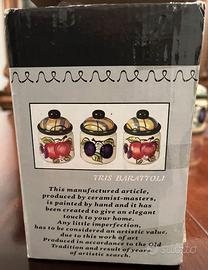 TRIS BARATTOLI
This manufactured article,
produced by ceramist-masters,
is painted by hand and it has
been created to give an elegant
touch to your home.
Any little imperfection,
has to be considered an artistic value,
due to this work of art
Produced in accordance to the Old
Tradition and result of years
of artistic search.
subito